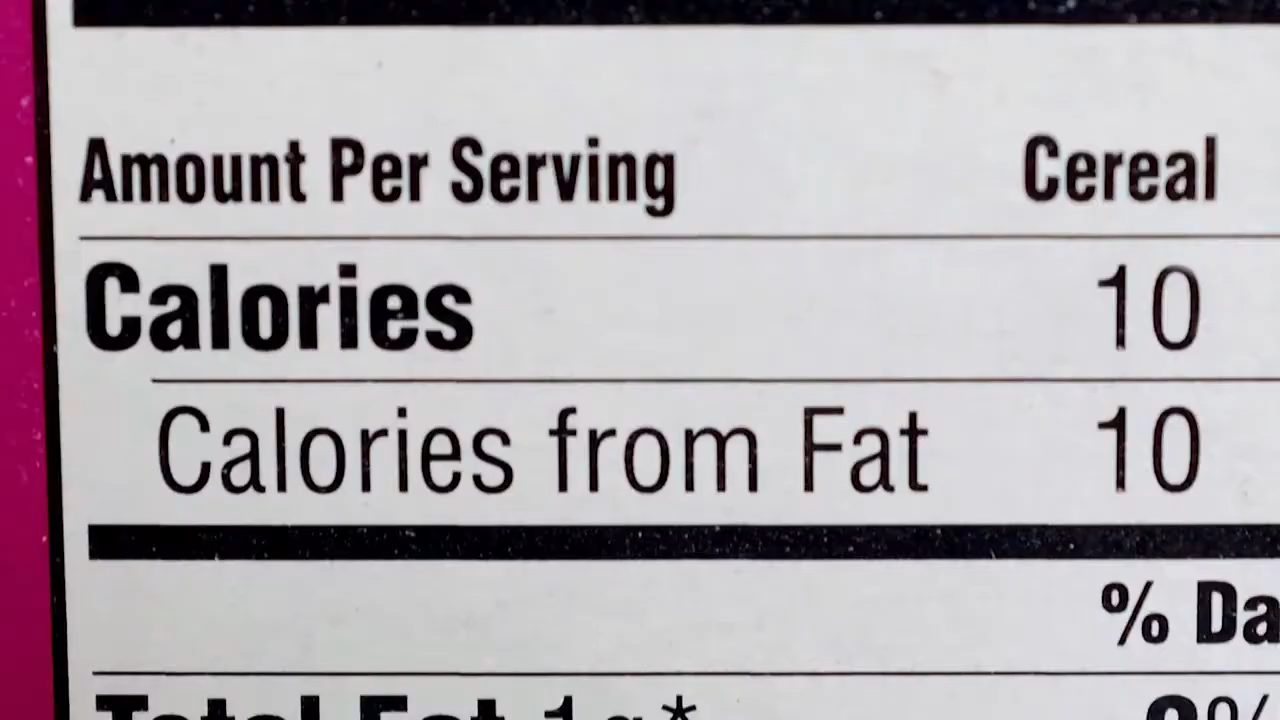 Amount Per Serving Cereal
Calories 10
Calories from Fat 10
% Da
Total Fat 1g*